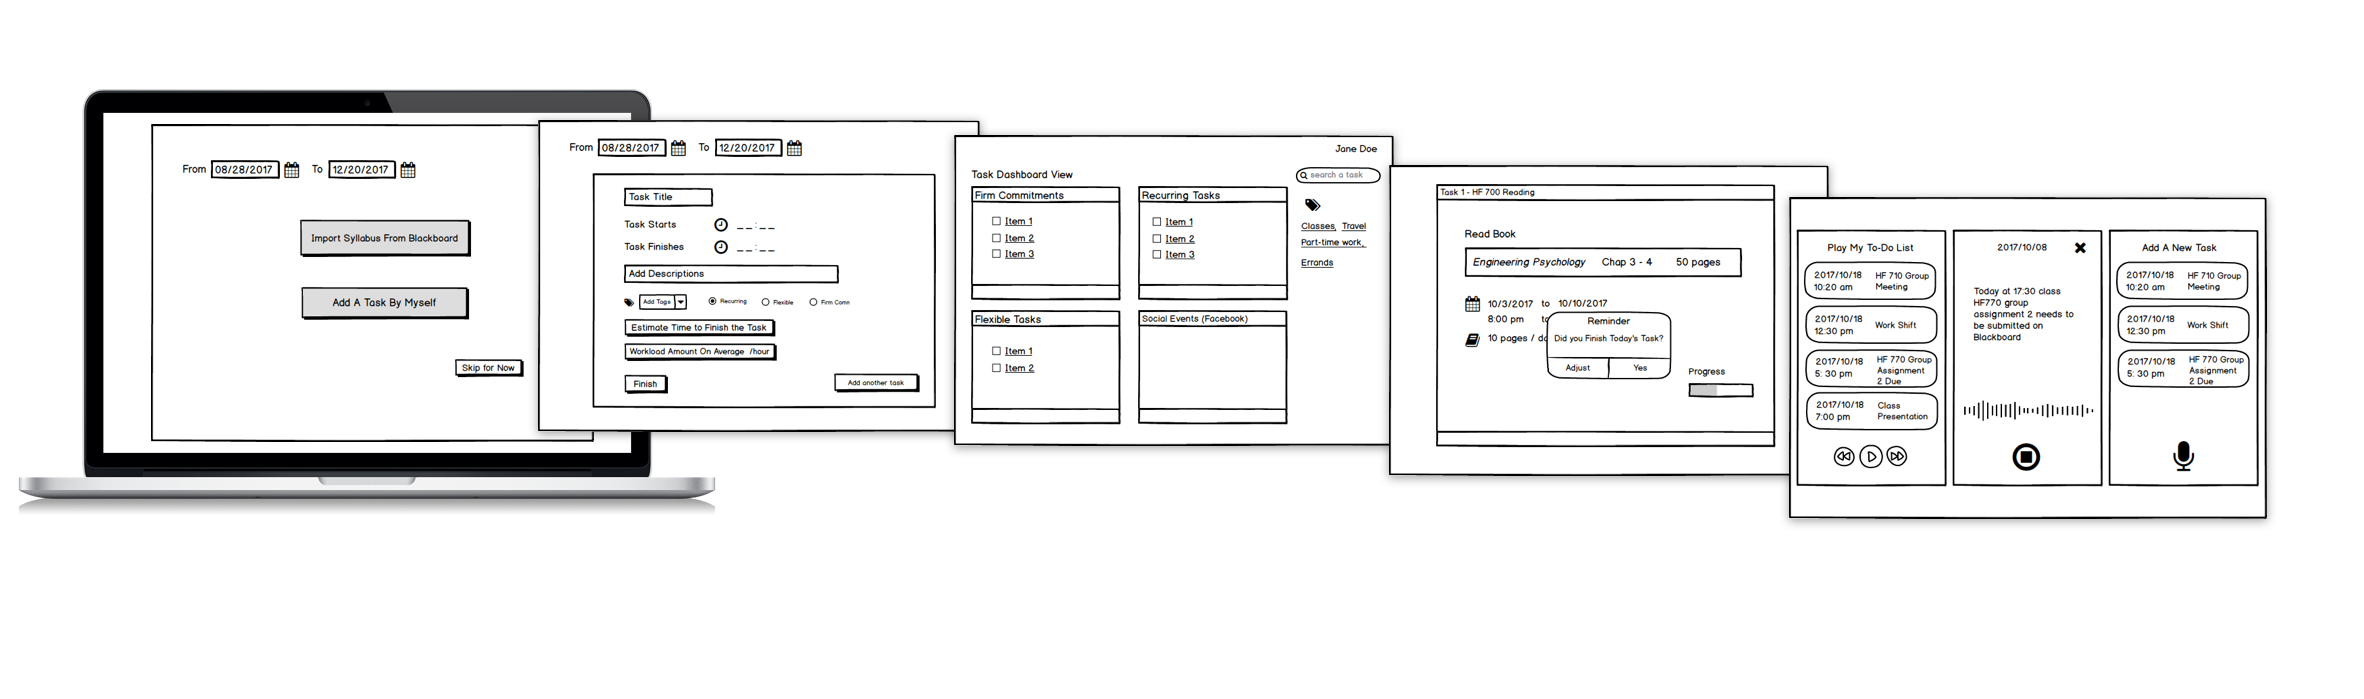 From 08/28/2017 To 12/20/2017
Import Syllabus From Blackboard
Add A Task By Myself
Skip for Now
From 08/28/2017 To 12/20/2017
Task Title
Task Starts __:__
Task Finishes __:__
Add Descriptions
Add Tags Recurring Flexible Firm Comn
Estimate Time to Finish the Task
Workload Amount On Average /hour
Finish Add another task
Jane Doe
Task Dashboard View
search a task
Firm Commitments
Item 1
Item 2
Item 3
Recurring Tasks
Item 1
Item 2
Item 3
Classes, Travel
Part-time work,
Errands
Flexible Tasks
Item 1
Item 2
Social Events (Facebook)
Task 1 - HF 700 Reading
Read Book
Engineering Psychology Chap 3 - 4 50 pages
10/3/2017 to 10/10/2017
8:00 pm
10 pages /
Reminder
Did you Finish Today's Task?
Adjust Yes
Progress
Play My To-Do List
2017/10/18 HF 710 Group
10:20 am Meeting
2017/10/18
12:30 pm Work Shift
2017/10/18 HF 770 Group
5: 30 pm Assignment
2 Due
2017/10/18 Class
7:00 pm Presentation
2017/10/08
Today at 17:30 class
HF770 group
assignment 2 needs to
be submitted on
Blackboard
Add A New Task
2017/10/18 HF 710 Group
10:20 am Meeting
2017/10/18
12:30 pm Work Shift
2017/10/18 HF 770 Group
5: 30 pm Assignment
2 Due